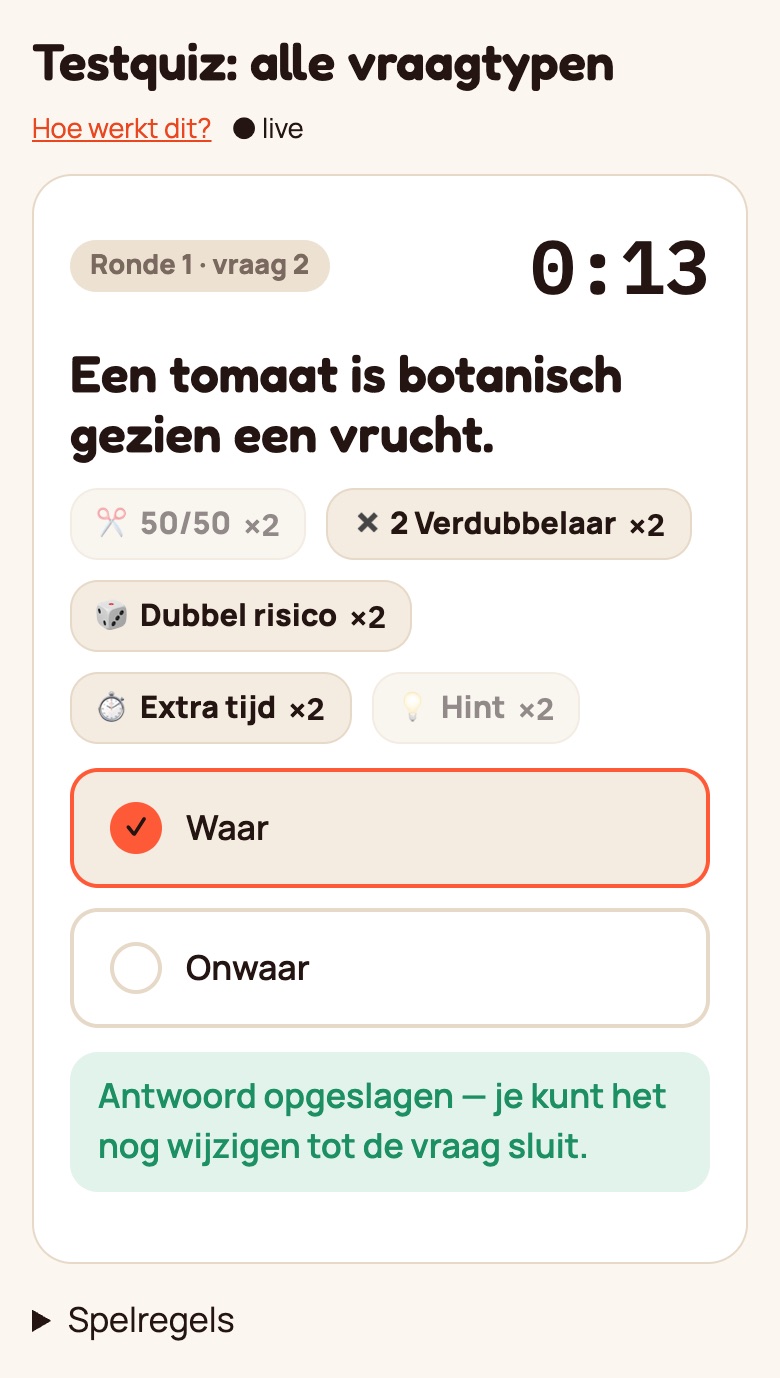 Testquiz: alle vraagtypen
Hoe werkt dit? ● live
Ronde 1 · vraag 2
0:13
Een tomaat is botanisch
gezien een vrucht.
✂️ 50/50 ×2
✖️ 2 Verdubbelaar ×2
🎲 Dubbel risico ×2
⏱️ Extra tijd ×2
💡 Hint ×2
Waar
Onwaar
Antwoord opgeslagen — je kunt het
nog wijzigen tot de vraag sluit.
▶ Spelregels